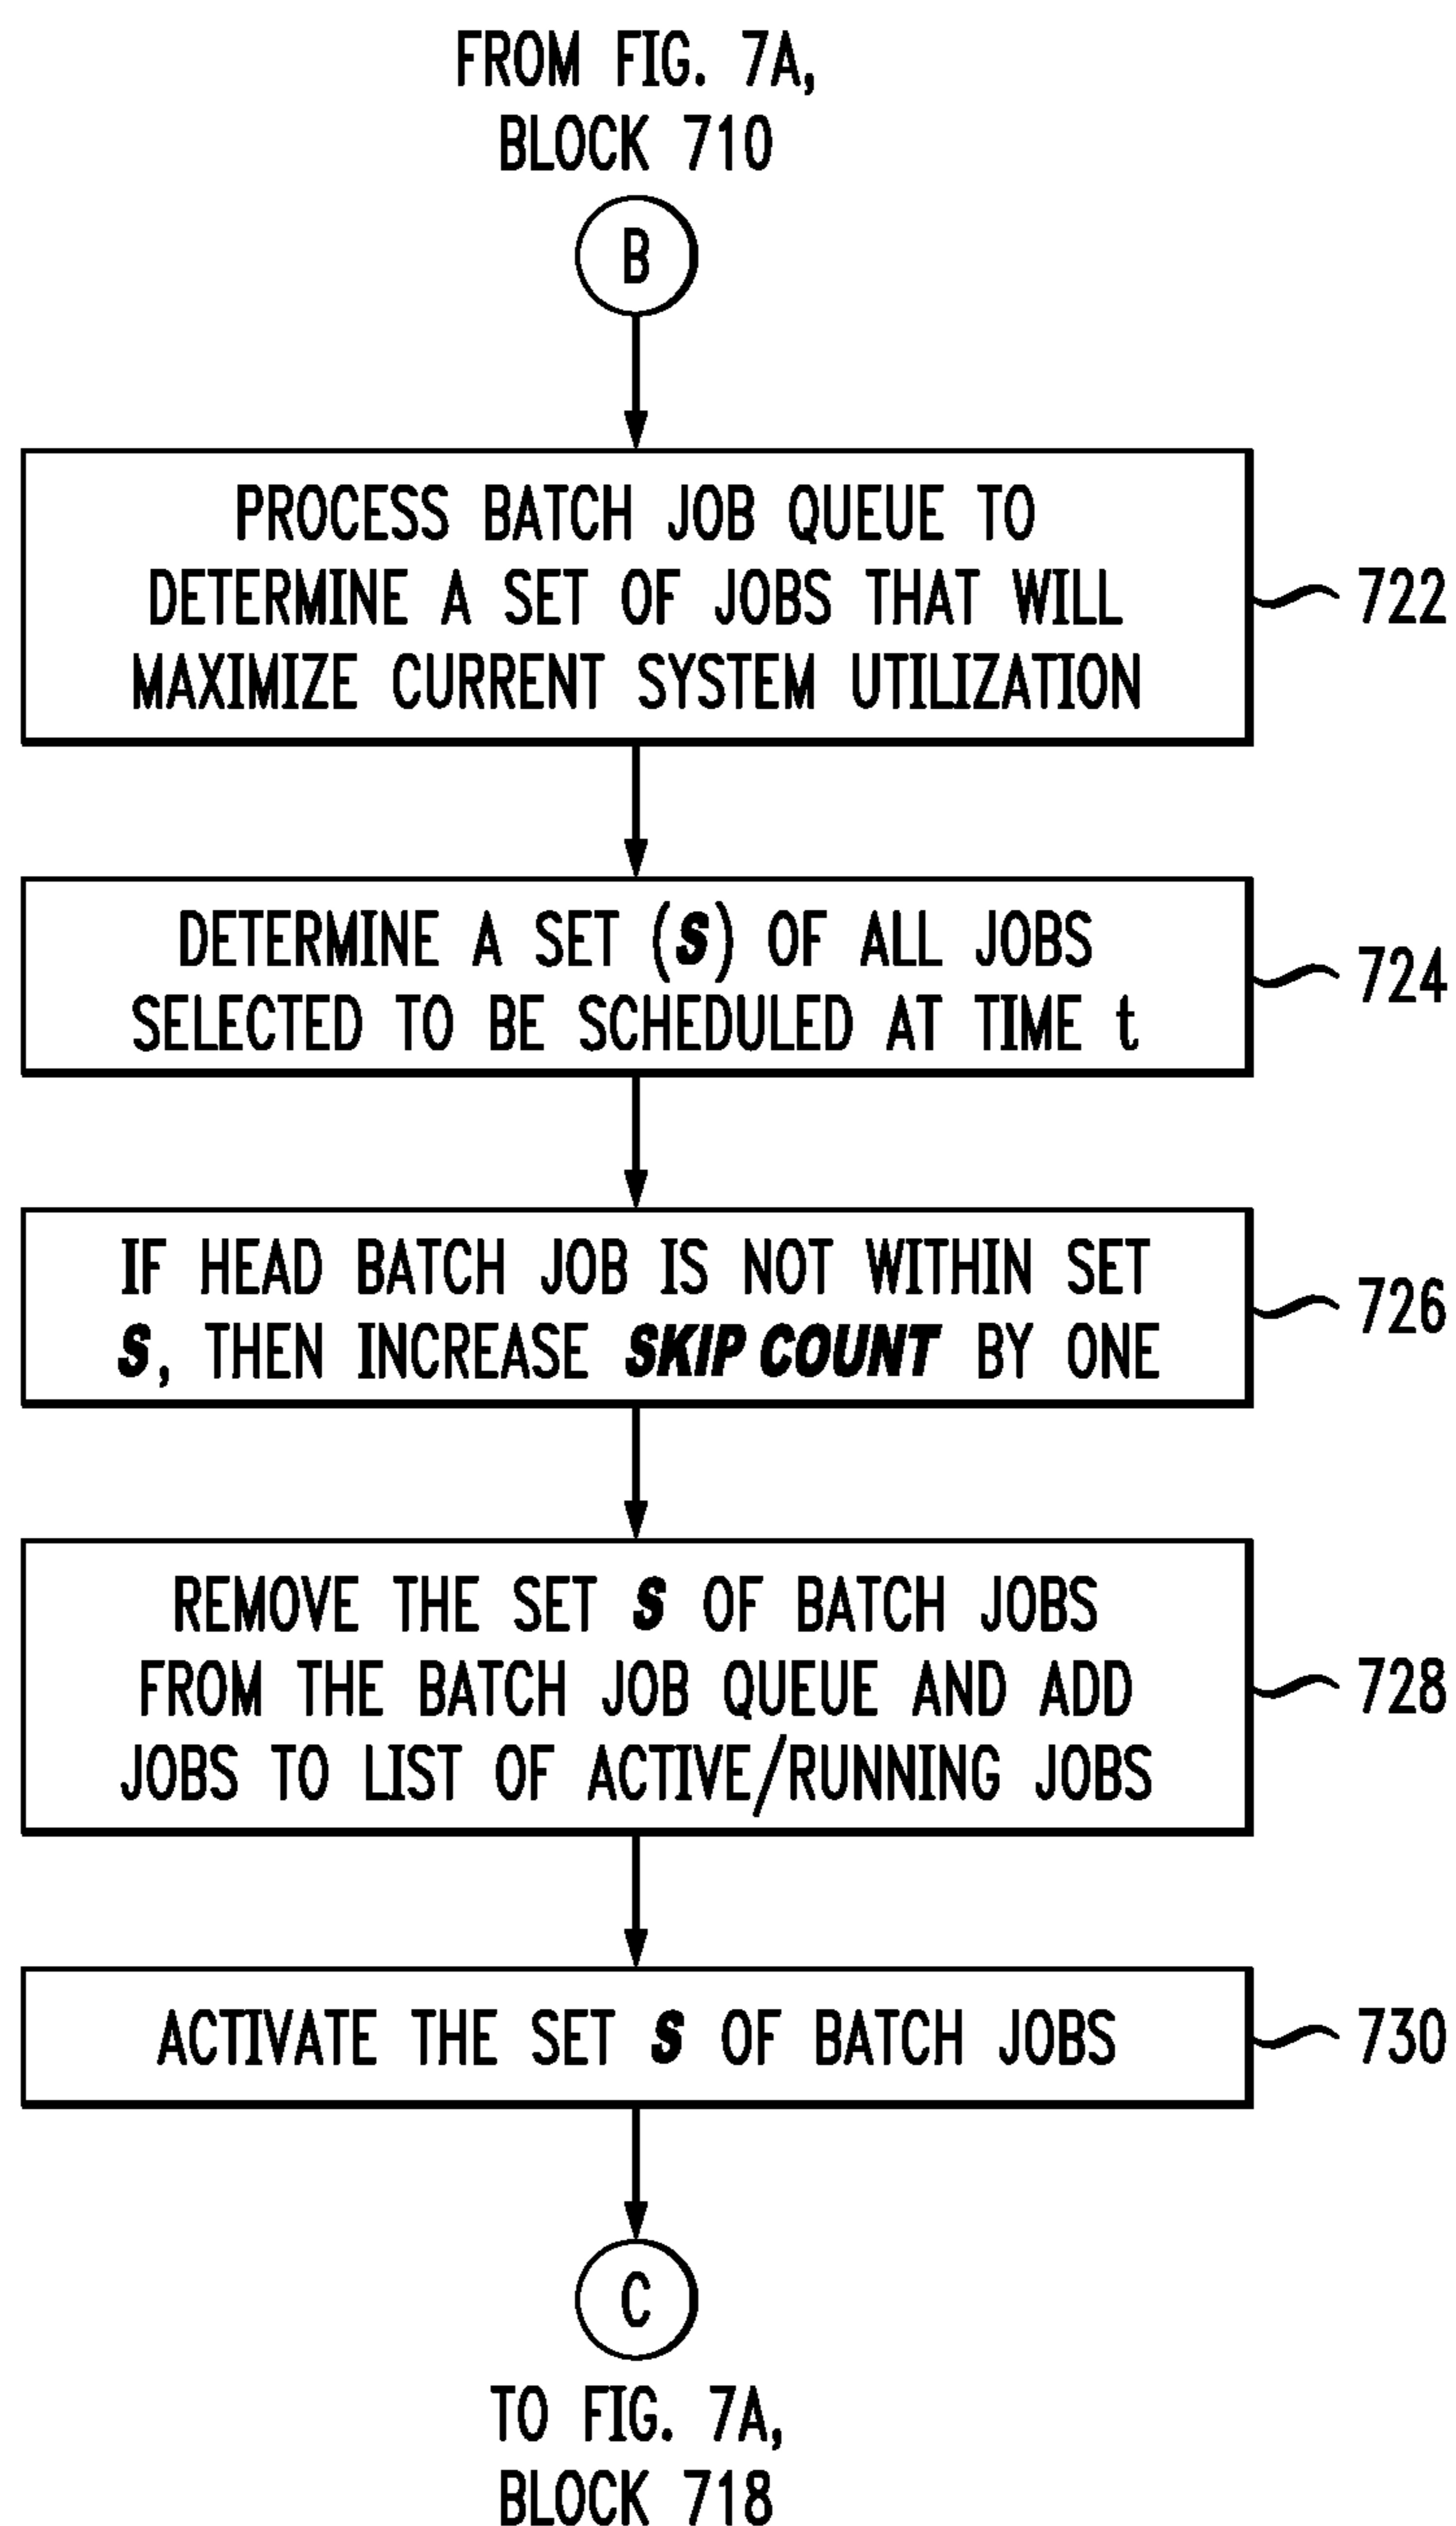 FROM FIG. 7A,
BLOCK 710
B
PROCESS BATCH JOB QUEUE TO
DETERMINE A SET OF JOBS THAT WILL
MAXIMIZE CURRENT SYSTEM UTILIZATION
722
DETERMINE A SET (S) OF ALL JOBS
SELECTED TO BE SCHEDULED AT TIME t
724
IF HEAD BATCH JOB IS NOT WITHIN SET
S, THEN INCREASE SKIP COUNT BY ONE
726
REMOVE THE SET S OF BATCH JOBS
FROM THE BATCH JOB QUEUE AND ADD
JOBS TO LIST OF ACTIVE/RUNNING JOBS
728
ACTIVATE THE SET S OF BATCH JOBS
730
C
TO FIG. 7A,
BLOCK 718